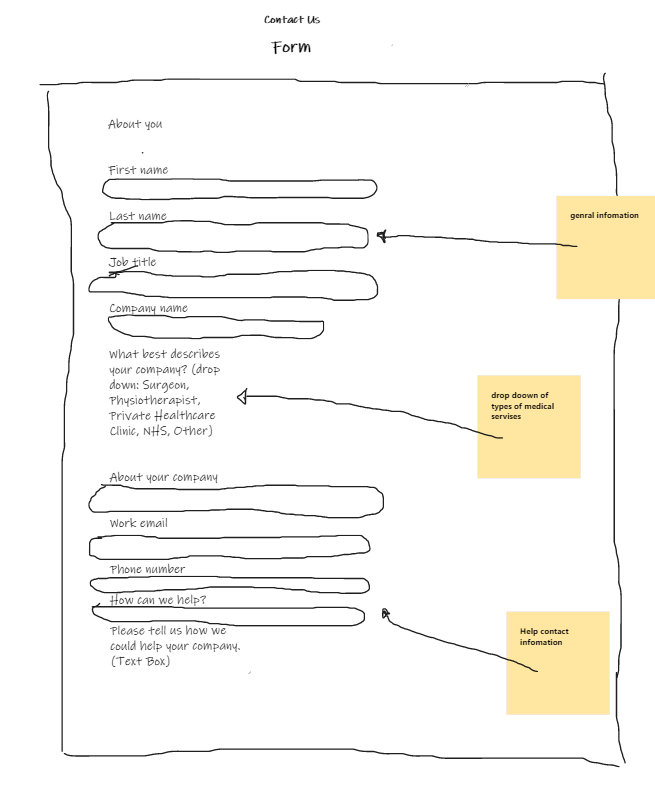 Contact Us
Form
About you
First name
Last name
genral infomation
Job title
Company name
What best describes
your company? (drop
down: Surgeon,
Physiotherapist,
Private Healthcare
Clinic, NHS, Other)
drop doown of
types of medical
servises
About your company
Work email
Phone number
How can we help?
Please tell us how we
could help your company.
(Text Box)
Help contact
infomation